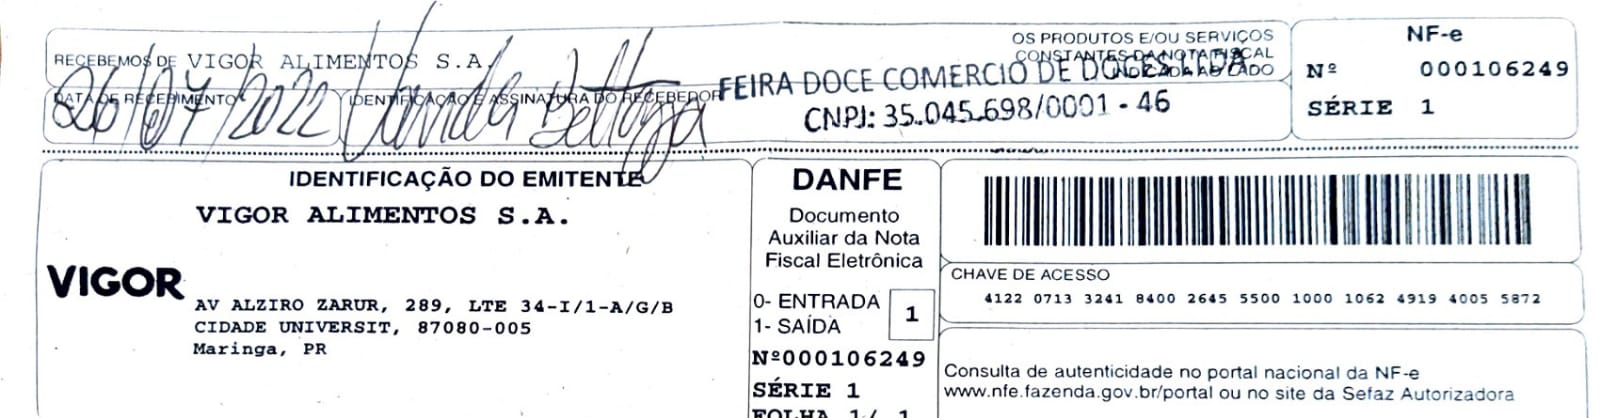 RECEBEMOS DE VIGOR ALIMENTOS S.A.
OS PRODUTOS E/OU SERVIÇOS
CONSTANTES DA NOTA FISCAL
INDICADA AO LADO
DATA DE RECEBIMENTO
26/07/2022
IDENTIFICAÇÃO E ASSINATURA DO RECEBEDOR
FEIRA DOCE COMERCIO DE DOCES LTDA
CNPJ: 35.045.698/0001 - 46
NF-e
Nº 000106249
SÉRIE 1
IDENTIFICAÇÃO DO EMITENTE
VIGOR ALIMENTOS S.A.
VIGOR
AV ALZIRO ZARUR, 289, LTE 34-I/1-A/G/B
CIDADE UNIVERSIT, 87080-005
Maringa, PR
DANFE
Documento
Auxiliar da Nota
Fiscal Eletrônica
0- ENTRADA
1- SAÍDA
1
Nº000106249
SÉRIE 1
FOLHA 1/ 1
CHAVE DE ACESSO
4122 0713 3241 8400 2645 5500 1000 1062 4919 4005 5872
Consulta de autenticidade no portal nacional da NF-e
www.nfe.fazenda.gov.br/portal ou no site da Sefaz Autorizadora